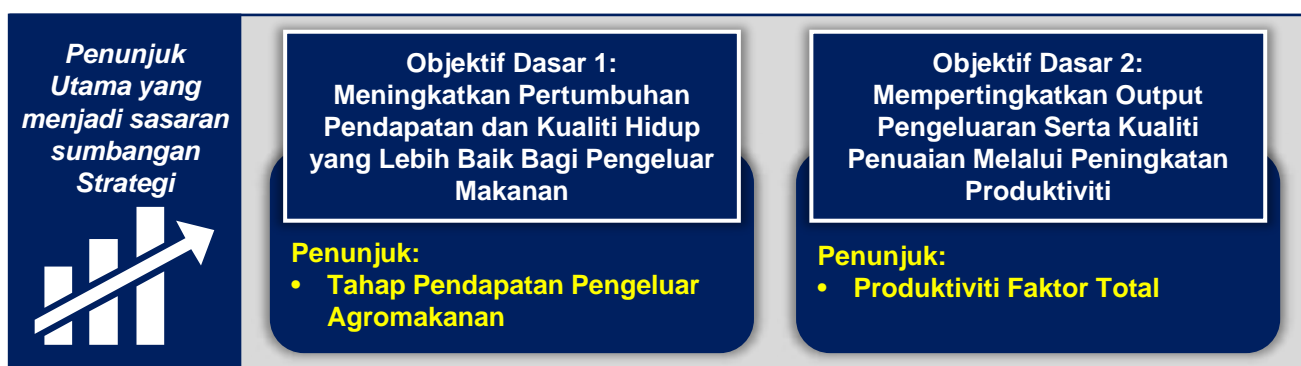 Penunjuk
Utama yang
menjadi sasaran
sumbangan
Strategi
Objektif Dasar 1:
Meningkatkan Pertumbuhan
Pendapatan dan Kualiti Hidup
yang Lebih Baik Bagi Pengeluar
Makanan
Penunjuk:
• Tahap Pendapatan Pengeluar
Agromakanan
Objektif Dasar 2:
Mempertingkatkan Output
Pengeluaran Serta Kualiti
Penuaian Melalui Peningkatan
Produktiviti
Penunjuk:
• Produktiviti Faktor Total